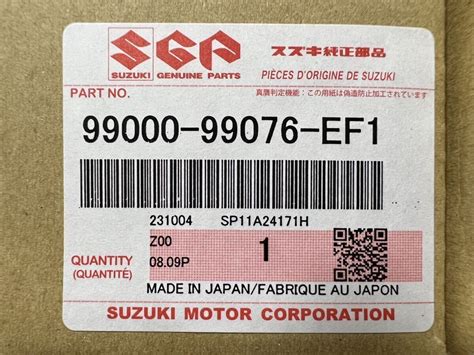 SGP
スズキ純正部品
SUZUKI GENUINE PARTS
PIÈCES D'ORIGINE DE SUZUKI
PART NO.
真贋判定機能:この用紙は偽造防止加工されています
99000-99076-EF1
231004 SP11A24171H
Z00
1
QUANTITY
(QUANTITÉ)
08.09P
MADE IN JAPAN/FABRIQUE AU JAPON
SUZUKI MOTOR CORPORATION